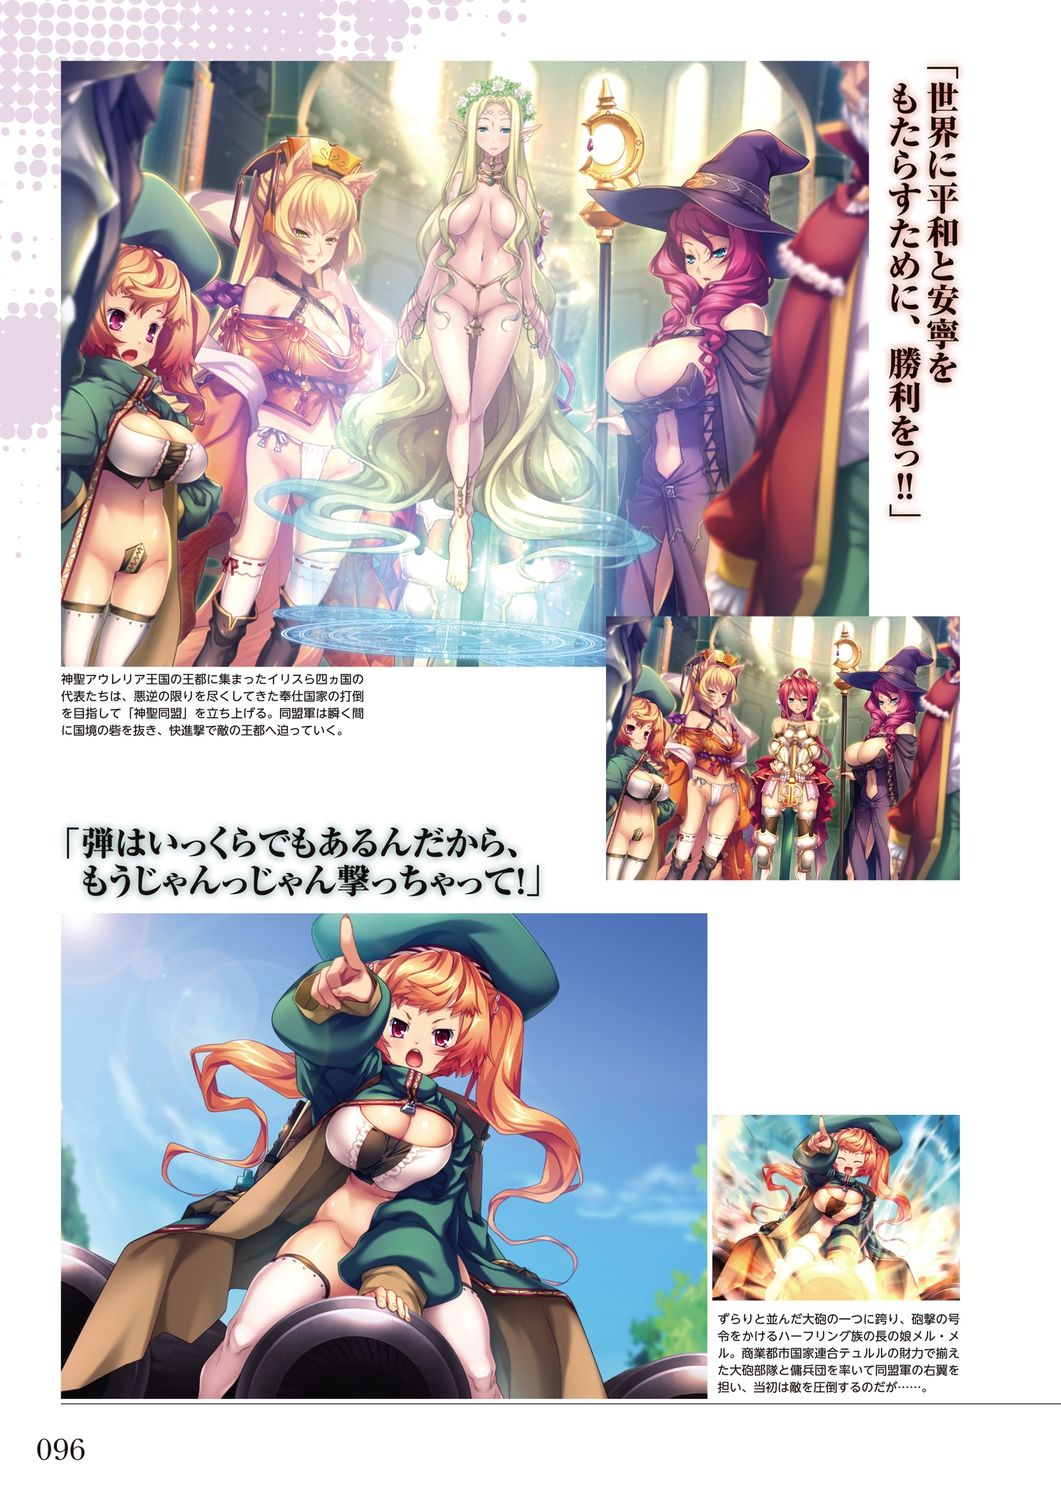 「世界に平和と安寧を
もたらすために、勝利をっ!!」
神聖アウレリア王国の王都に集まったイリスら四ヵ国の
代表たちは、悪逆の限りを尽くしてきた奉仕国家の打倒
を目指して「神聖同盟」を立ち上げる。同盟軍は瞬く間
に国境の砦を抜き、快進撃で敵の王都へ迫っていく。
「弾はいっくらでもあるんだから、
もうじゃんっじゃん撃っちゃって!」
ずらりと並んだ大砲の一つに跨り、砲撃の号
令をかけるハーフリング族の長の娘メル・メ
ル。商業都市国家連合テュルルの財力で揃え
た大砲部隊と傭兵団を率いて同盟軍の右翼を
担い、当初は敵を圧倒するのだが……。
096